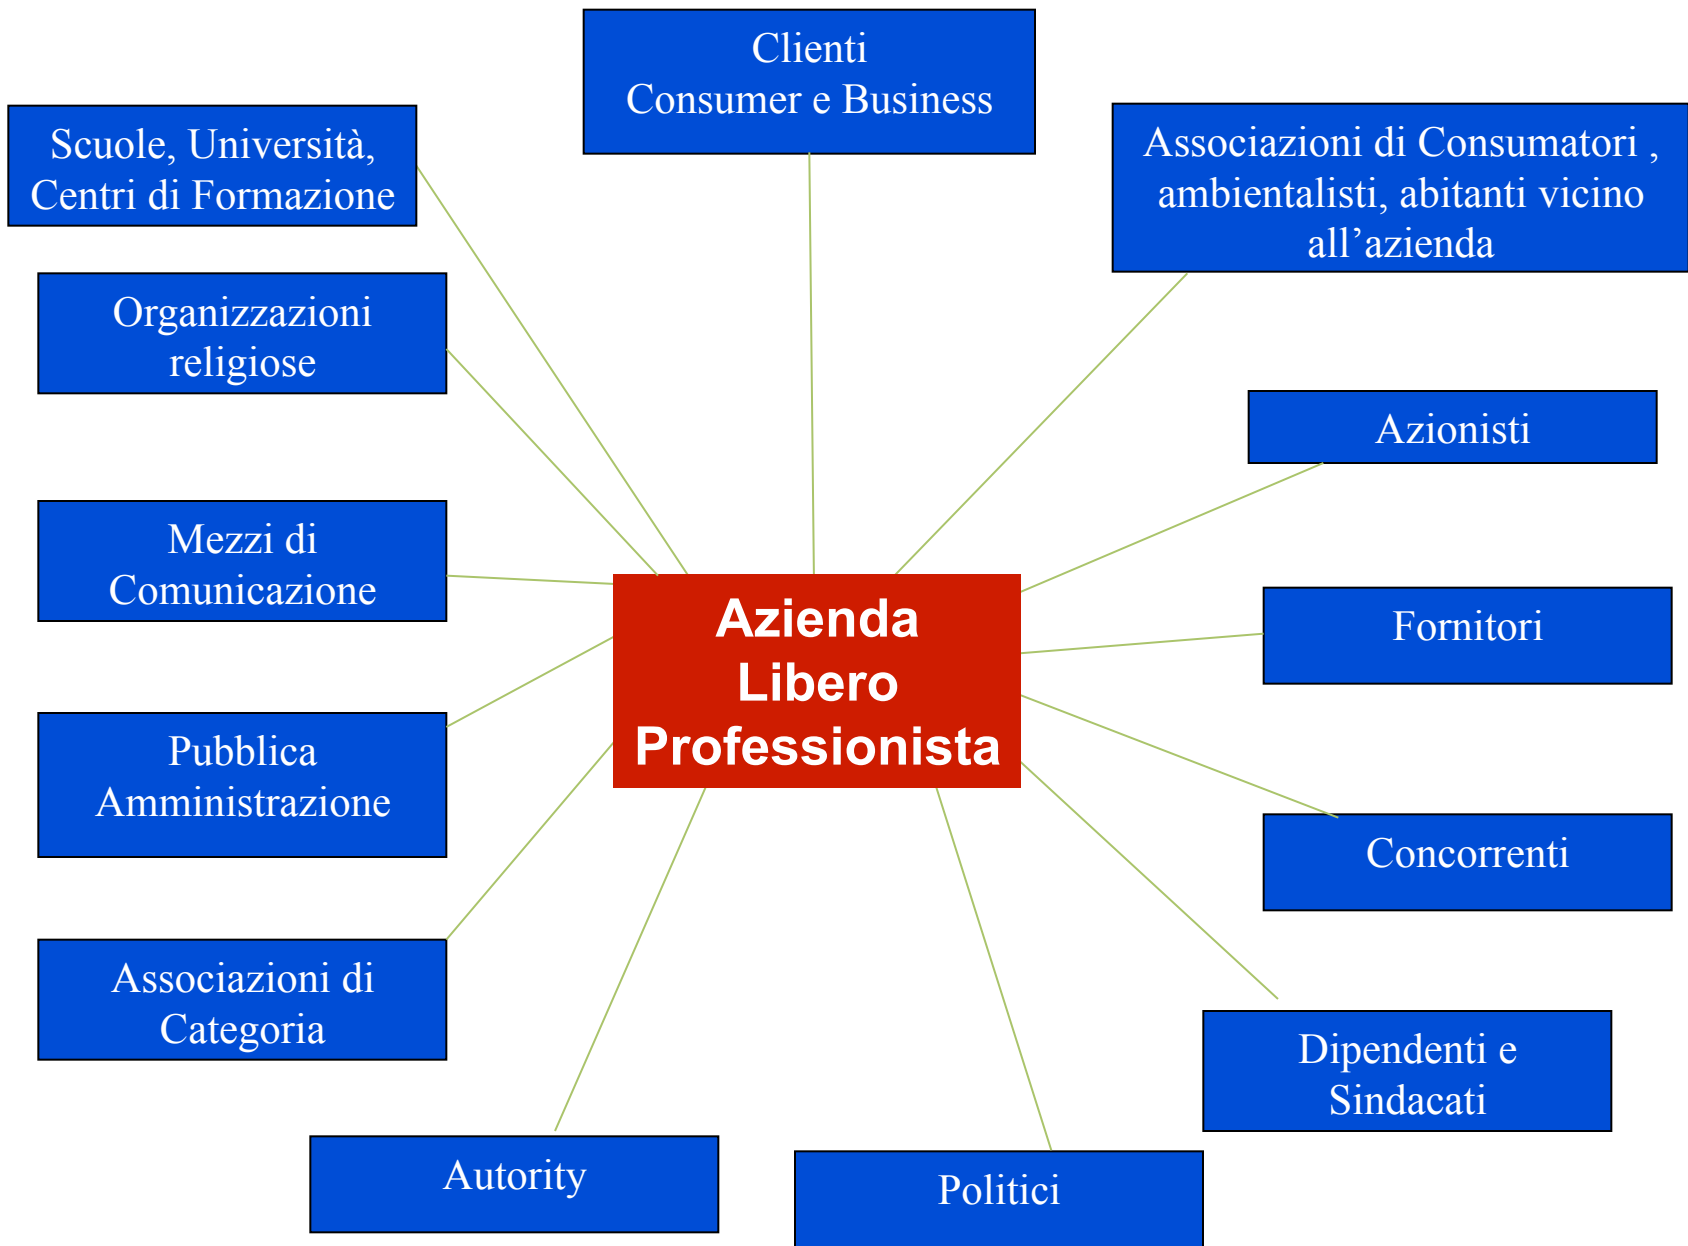 Clienti
Consumer e Business
Scuole, Università,
Centri di Formazione
Associazioni di Consumatori ,
ambientalisti, abitanti vicino
all’azienda
Organizzazioni
religiose
Azionisti
Mezzi di
Comunicazione
Azienda
Libero
Professionista
Fornitori
Pubblica
Amministrazione
Concorrenti
Associazioni di
Categoria
Dipendenti e
Sindacati
Autority
Politici